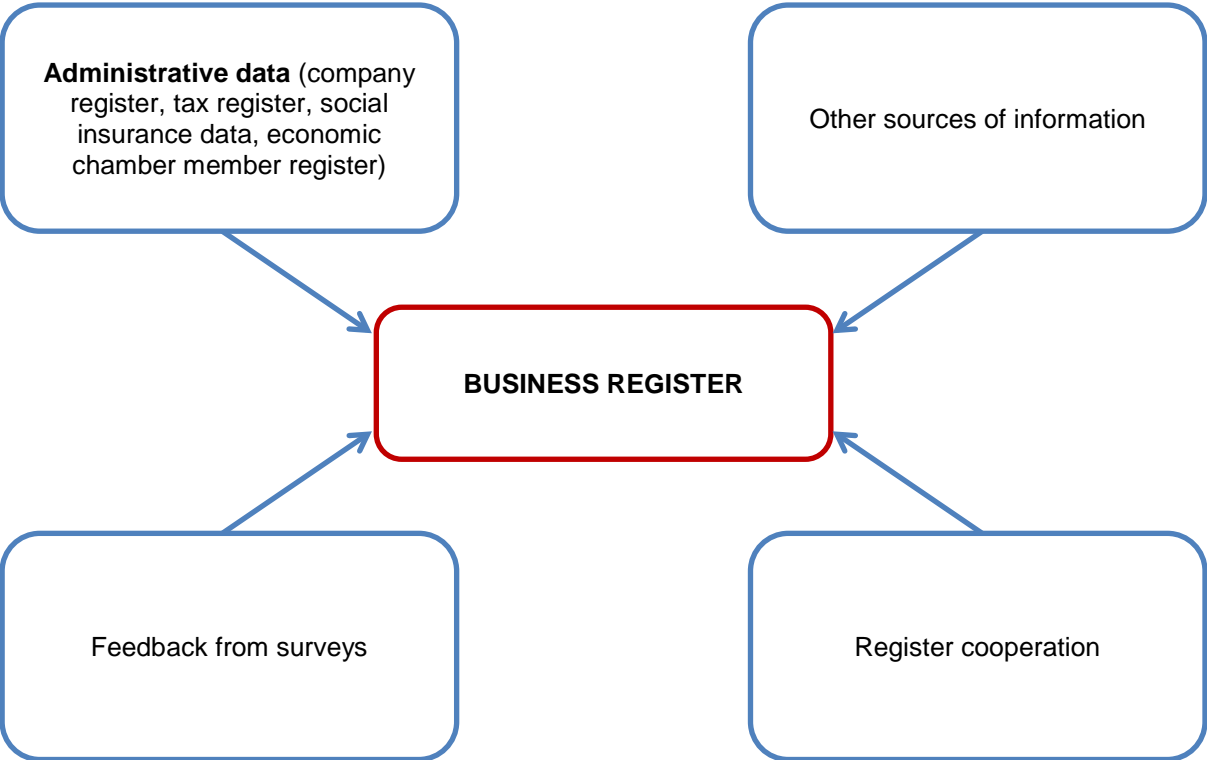 Administrative data (company
register, tax register, social
insurance data, economic
chamber member register)
Other sources of information
BUSINESS REGISTER
Feedback from surveys
Register cooperation